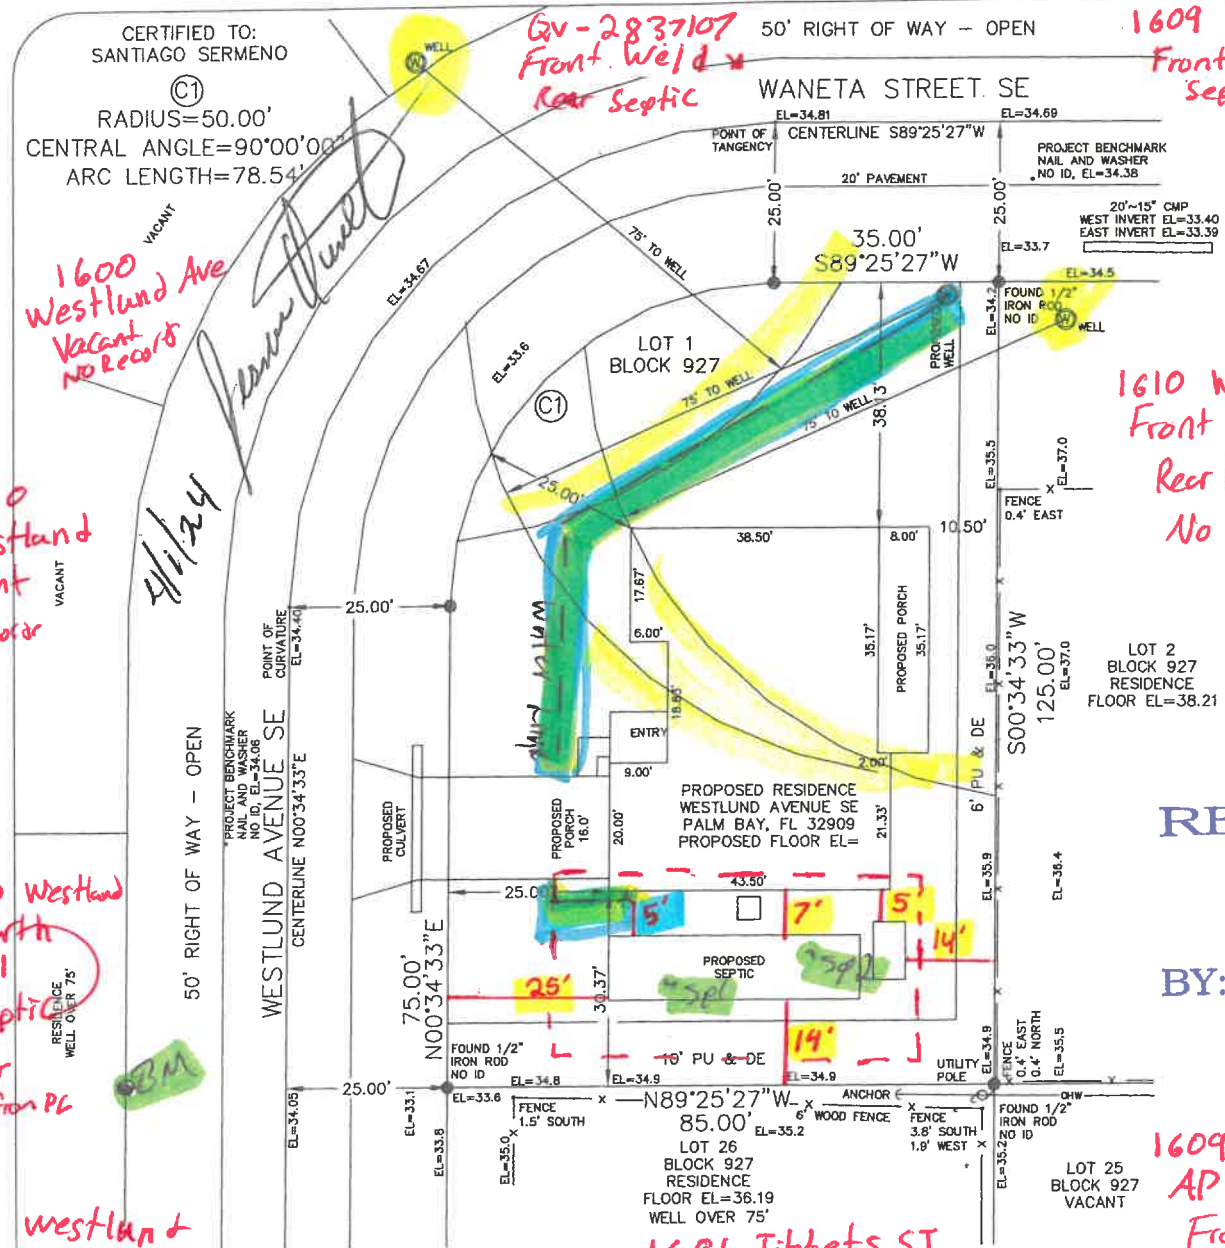 CERTIFIED TO:
SANTIAGO SERMENO
C1
RADIUS=50.00'
CENTRAL ANGLE=90°00'00"
ARC LENGTH=78.54'
WELL
W
Qv-2837107
Front Well
Rear Septic
50' RIGHT OF WAY - OPEN
1609
Front
Sep
WANETA STREET SE
EL=34.81
EL=34.69
POINT OF
TANGENCY
CENTERLINE S89°25'27"W
PROJECT BENCHMARK
NAIL AND WASHER
NO ID, EL=34.38
20' PAVEMENT
25.00'
25.00'
20'~15" CMP
WEST INVERT EL=33.40
EAST INVERT EL=33.39
VACANT
1600
Westlund Ave
Vacant
NO Record
75' TO WELL
35.00'
S89°25'27"W
EL=33.7
EL=34.5
EL=34.67
EL=34.2
FOUND 1/2"
IRON ROD
NO ID
W
WELL
PROPOSED
WELL
LOT 1
BLOCK 927
EL=33.6
C1
75' TO WELL
75' TO WELL
38.13'
1610 W
Front
Rear
No
4/1/24
25.00'
EL=35.5
EL=37.0
FENCE
0.4' EAST
38.50'
8.00'
10.50'
VACANT
17.67'
6.00'
35.17'
PROPOSED PORCH
35.17'
25.00'
POINT OF
CURVATURE
EL=34.40
EL=36.0
S00°34'33"W
125.00'
EL=37.0
LOT 2
BLOCK 927
RESIDENCE
FLOOR EL=38.21
ENTRY
9.00'
2.00'
6' PU & DE
50' RIGHT OF WAY - OPEN
PROJECT BENCHMARK
NAIL AND WASHER
NO ID, EL=34.06
WESTLUND AVENUE SE
CENTERLINE N00°34'33"E
PROPOSED
CULVERT
PROPOSED
PORCH
16.0'
20.00'
PROPOSED RESIDENCE
WESTLUND AVENUE SE
PALM BAY, FL 32909
PROPOSED FLOOR EL=
21.33'
EL=35.9
EL=36.4
43.50'
25.00'
5'
7'
5'
14'
PROPOSED
SEPTIC
"sp1
"sp2
25'
30.37'
14'
75.00'
N00°34'33"E
RESIDENCE
WELL OVER 75'
BM
BY:
10' PU & DE
UTILITY
POLE
EL=34.9
FENCE
0.4' EAST
0.4' NORTH
EL=35.5
FOUND 1/2"
IRON ROD
NO ID
25.00'
EL=34.8
EL=34.9
EL=34.9
EL=34.05
EL=33.1
EL=33.6
EL=33.8
FENCE
1.5' SOUTH
EL=35.0
N89°25'27"W
85.00'
EL=35.2
6' WOOD FENCE
ANCHOR
FENCE
3.8' SOUTH
1.9' WEST
OHW
FOUND 1/2"
IRON ROD
NO ID
EL=35.2
LOT 26
BLOCK 927
RESIDENCE
FLOOR EL=36.19
WELL OVER 75'
LOT 25
BLOCK 927
VACANT
1609
AP
westlund
Tibbets ST